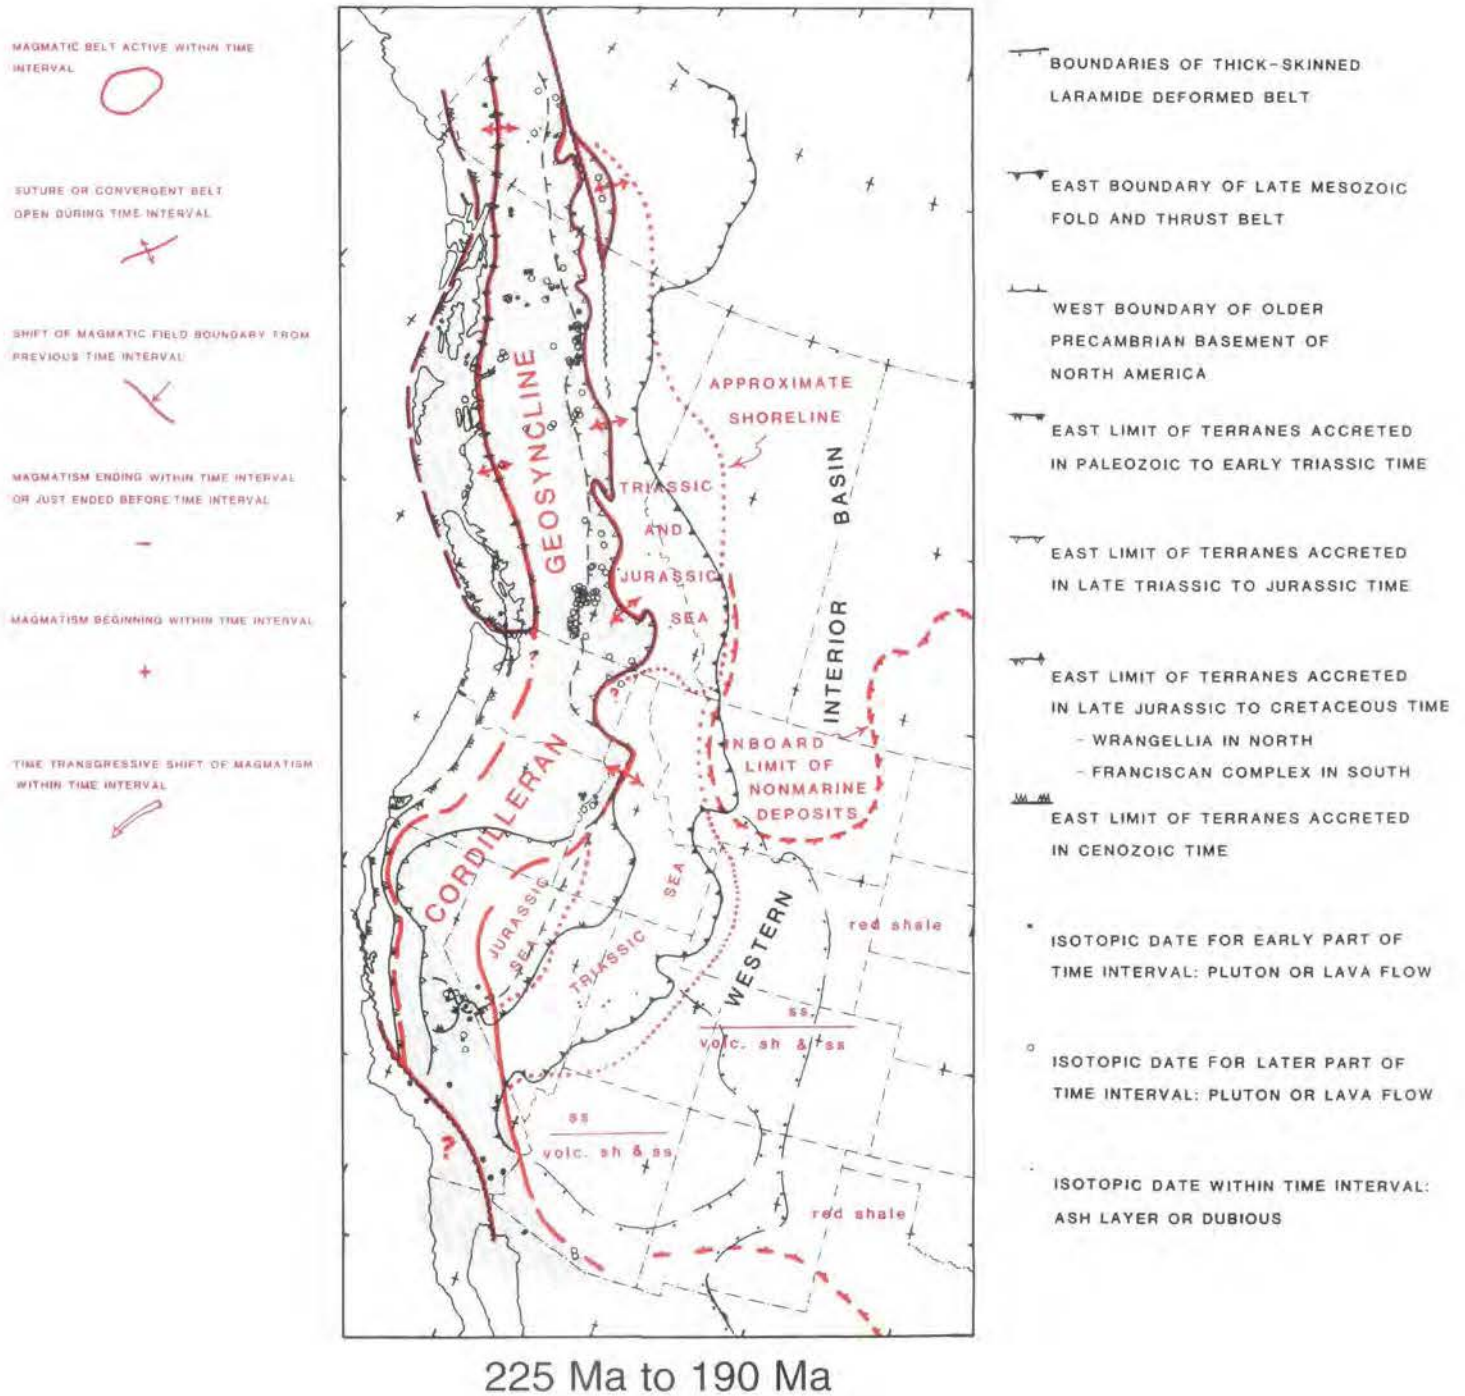 MAGMATIC BELT ACTIVE WITHIN TIME
INTERVAL
SUTURE OR CONVERGENT BELT
OPEN DURING TIME INTERVAL
SHIFT OF MAGMATIC FIELD BOUNDARY FROM
PREVIOUS TIME INTERVAL
MAGMATISM ENDING WITHIN TIME INTERVAL
OR JUST ENDED BEFORE TIME INTERVAL
MAGMATISM BEGINNING WITHIN TIME INTERVAL
TIME TRANSGRESSIVE SHIFT OF MAGMATISM
WITHIN TIME INTERVAL
GEOSYNCLINE
CORDILLERAN
APPROXIMATE
SHORELINE
TRIASSIC
AND
JURASSIC
SEA
INTERIOR BASIN
WESTERN
INBOARD
LIMIT OF
NONMARINE
DEPOSITS
JURASSIC
SEA
TRIASSIC
SEA
red shale
ss
volc. sh & ss
ss
volc. sh & ss
red shale
?
?
B
BOUNDARIES OF THICK-SKINNED
LARAMIDE DEFORMED BELT
EAST BOUNDARY OF LATE MESOZOIC
FOLD AND THRUST BELT
WEST BOUNDARY OF OLDER
PRECAMBRIAN BASEMENT OF
NORTH AMERICA
EAST LIMIT OF TERRANES ACCRETED
IN PALEOZOIC TO EARLY TRIASSIC TIME
EAST LIMIT OF TERRANES ACCRETED
IN LATE TRIASSIC TO JURASSIC TIME
EAST LIMIT OF TERRANES ACCRETED
IN LATE JURASSIC TO CRETACEOUS TIME
- WRANGELLIA IN NORTH
- FRANCISCAN COMPLEX IN SOUTH
EAST LIMIT OF TERRANES ACCRETED
IN CENOZOIC TIME
ISOTOPIC DATE FOR EARLY PART OF
TIME INTERVAL: PLUTON OR LAVA FLOW
ISOTOPIC DATE FOR LATER PART OF
TIME INTERVAL: PLUTON OR LAVA FLOW
ISOTOPIC DATE WITHIN TIME INTERVAL:
ASH LAYER OR DUBIOUS
225 Ma to 190 Ma